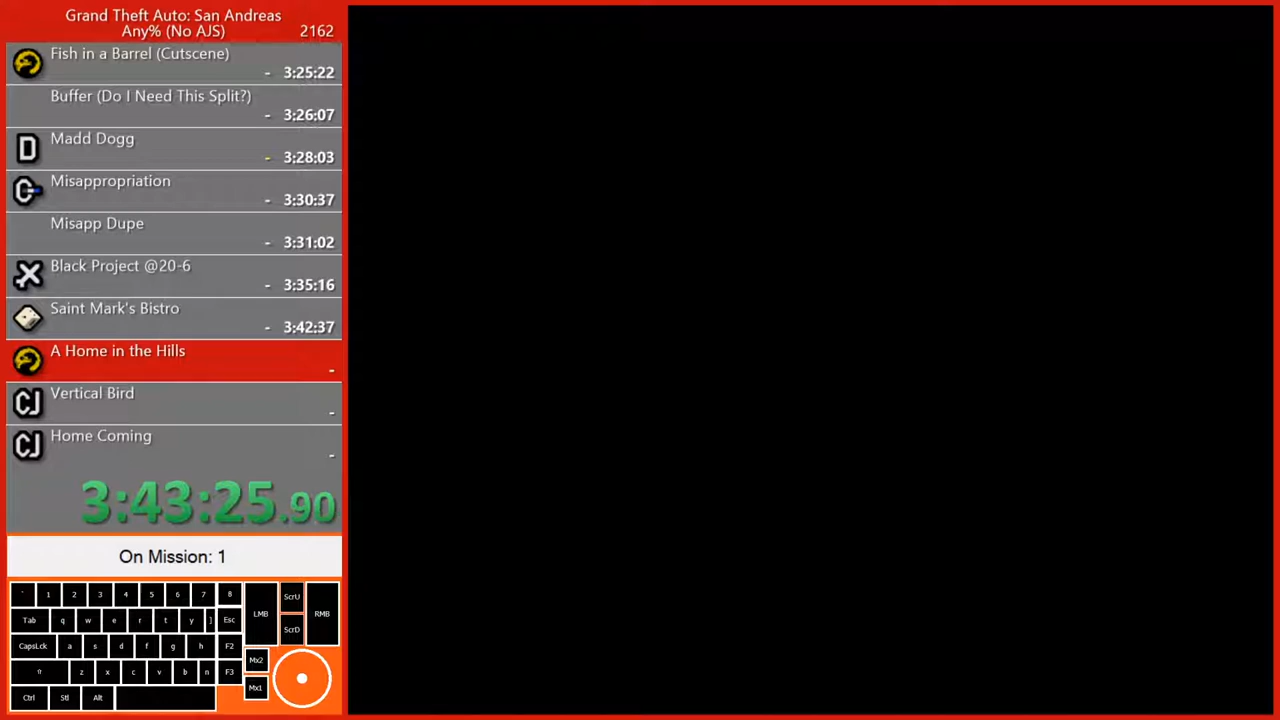 Grand Theft Auto: San Andreas
Any% (No AJS) 2162
Fish in a Barrel (Cutscene)
- 3:25:22
Buffer (Do I Need This Split?)
- 3:26:07
D
Madd Dogg
- 3:28:03
Misappropriation
- 3:30:37
Misapp Dupe
- 3:31:02
Black Project @20-6
- 3:35:16
Saint Mark's Bistro
- 3:42:37
A Home in the Hills
-
CJ
Vertical Bird
-
CJ
Home Coming
-
3:43:25.90
On Mission: 1
` 1 2 3 4 5 6 7 8 LMB ScrU RMB
Tab q w e r t y ] Esc ScrD
CapsLck a s d f g h F2 Mx2
⇧ z x c v b n F3 Mx1
Ctrl Stl Alt